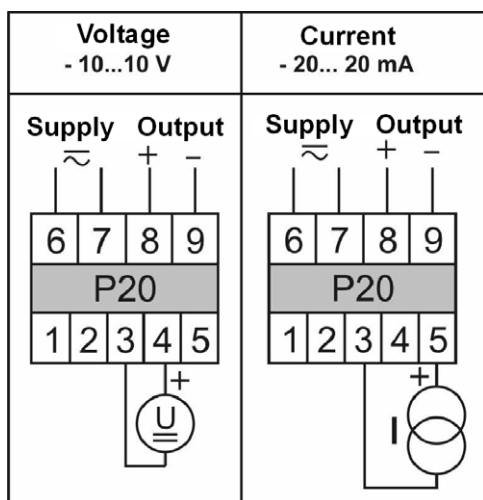 Voltage
- 10...10 V
Supply Output
+ −
6 7 8 9
P20
1 2 3 4 5
+
U
Current
- 20... 20 mA
Supply Output
+ −
6 7 8 9
P20
1 2 3 4 5
+
I